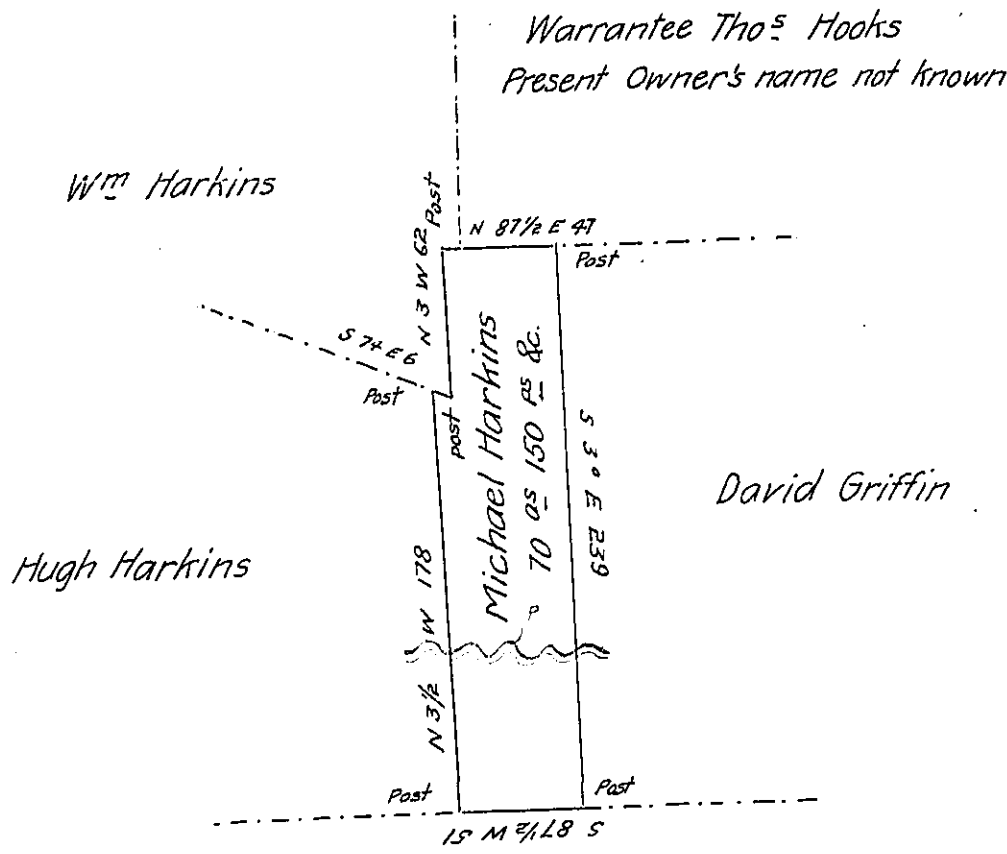 Warrantee Thoˢ Hooks
Present Owner's name not known
Wᵐ Harkins
Post
N 87½ E 47
Post
N 3 W 62
S 74 E 6
Post
post
Michael Harkins
70 aˢ 150 Pˢ &c.
S 3° E 239
David Griffin
Hugh Harkins
N 3½ W 178
P
Post
Post
S 87½ W 51